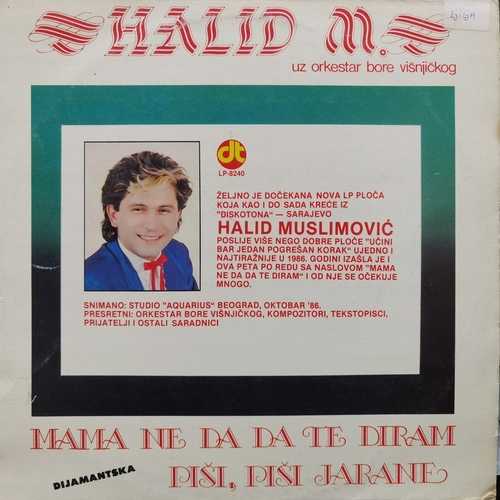 HALID M.
uz orkestar bore višnjičkog
dt
LP-8240
ŽELJNO JE DOČEKANA NOVA LP PLOČA
KOJA KAO I DO SADA KREĆE IZ
"DISKOTONA" — SARAJEVO
HALID MUSLIMOVIĆ
POSLIJE VIŠE NEGO DOBRE PLOČE "UČINI
BAR JEDAN POGREŠAN KORAK" UJEDNO I
NAJTIRAŽNIJE U 1986. GODINI IZAŠLA JE I
OVA PETA PO REDU SA NASLOVOM "MAMA
NE DA DA TE DIRAM" I OD NJE SE OČEKUJE
MNOGO.
SNIMANO: STUDIO "AQUARIUS" BEOGRAD, OKTOBAR '86.
PRESRETNI: ORKESTAR BORE VIŠNJIČKOG, KOMPOZITORI, TEKSTOPISCI,
PRIJATELJI I OSTALI SARADNICI
MAMA NE DA DA TE DIRAM
DIJAMANTSKA
PIŠI, PIŠI JARANE